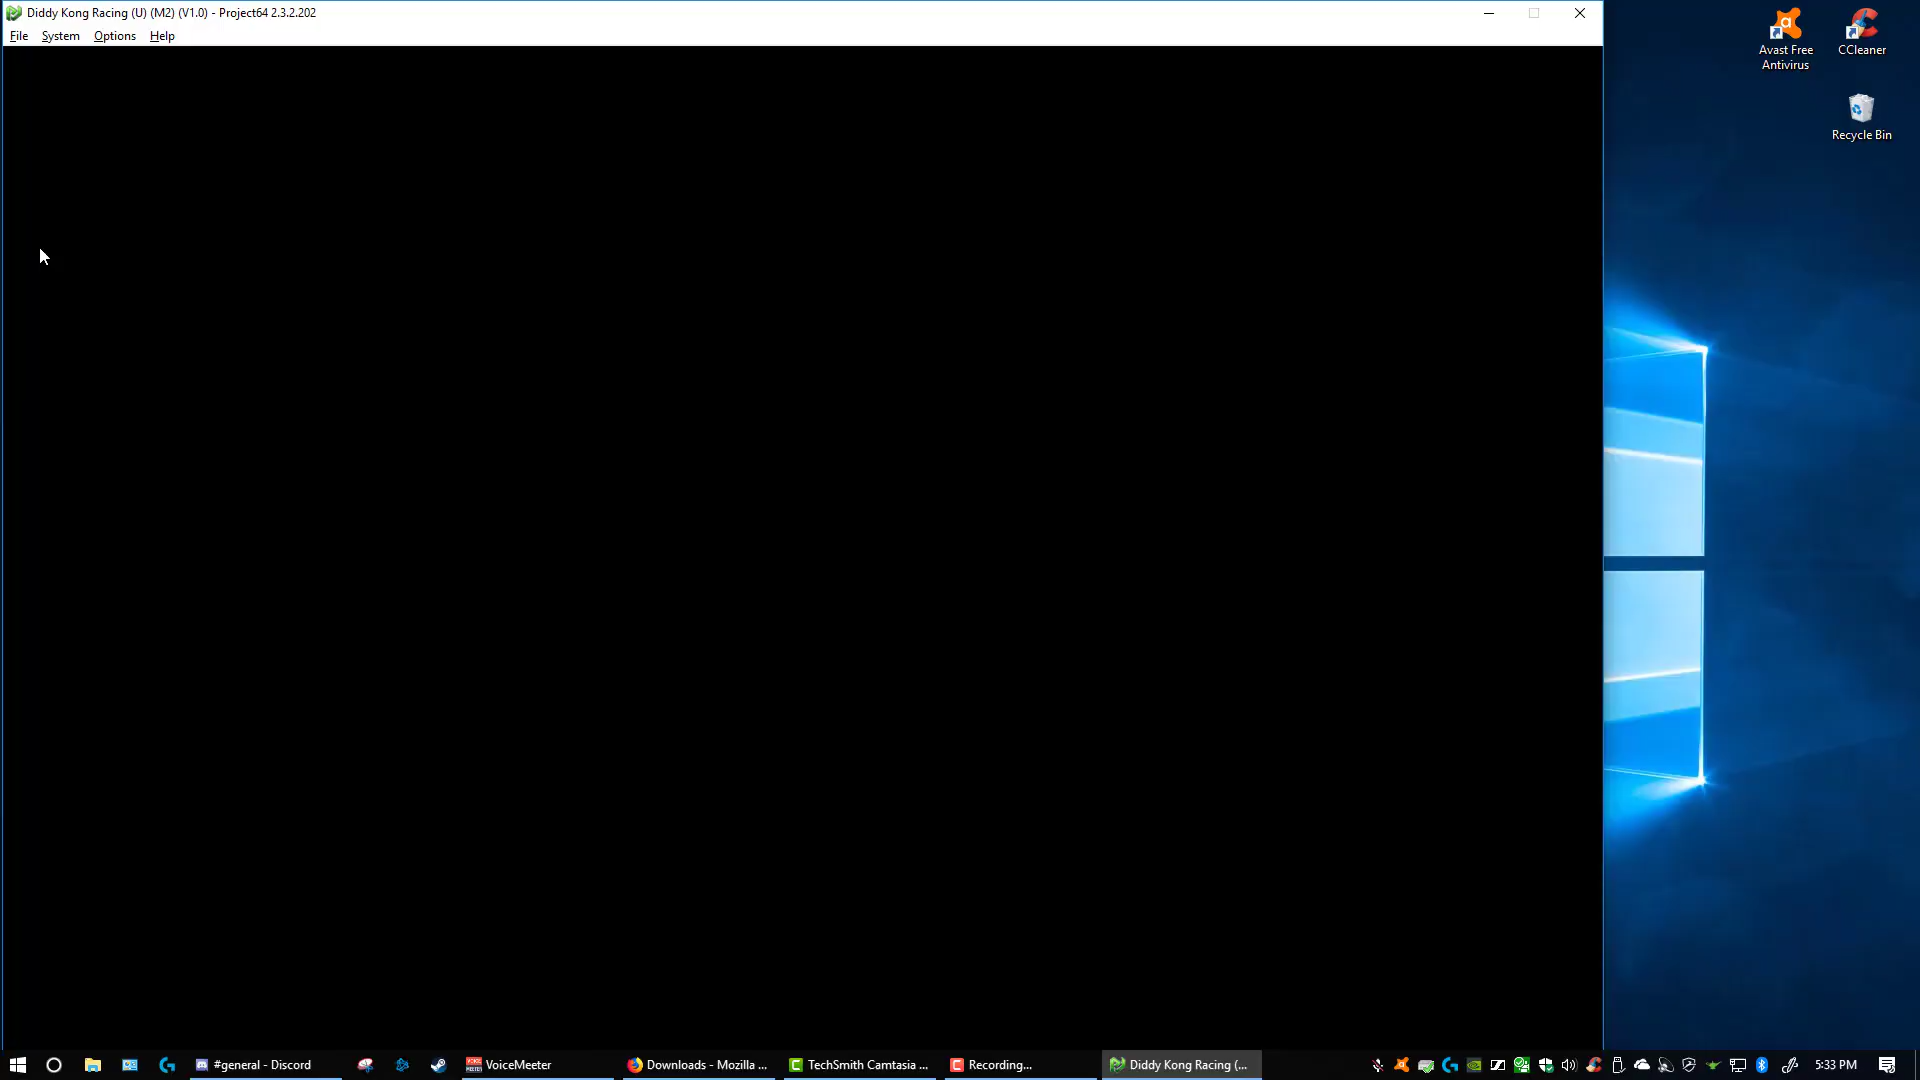 Diddy Kong Racing (U) (M2) (V1.0) - Project64 2.3.2.202
File System Options Help
Avast Free
Antivirus
CCleaner
Recycle Bin
#general - Discord
VoiceMeeter
Downloads - Mozilla ...
TechSmith Camtasia ...
Recording...
Diddy Kong Racing (...
5:33 PM